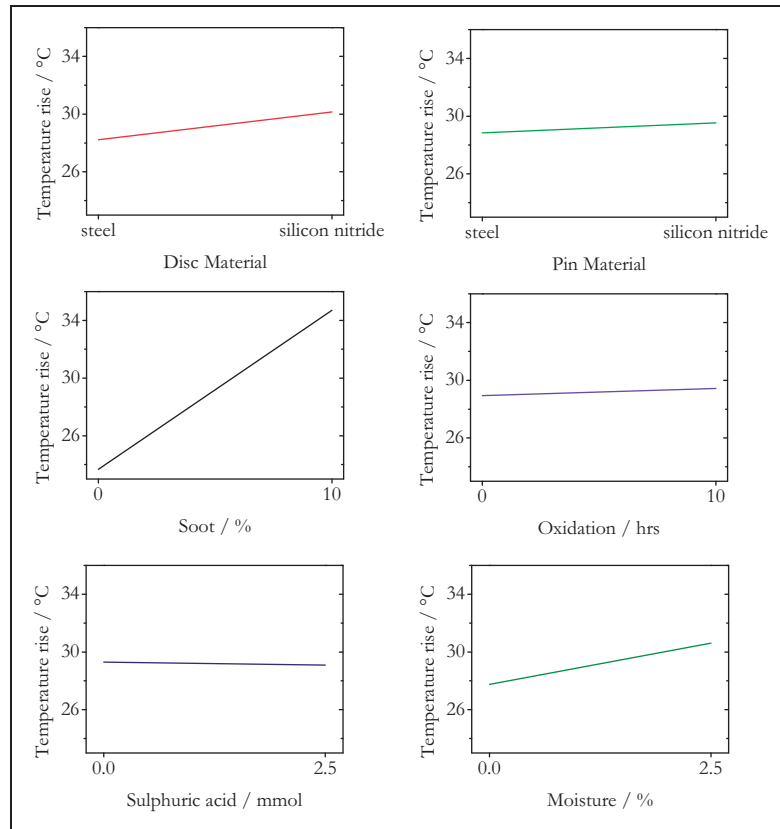 Temperature rise / °C
34
30
26
steel
silicon nitride
Disc Material
Temperature rise / °C
34
30
26
steel
silicon nitride
Pin Material
Temperature rise / °C
34
30
26
0
10
Soot / %
Temperature rise / °C
34
30
26
0
10
Oxidation / hrs
Temperature rise / °C
34
30
26
0.0
2.5
Sulphuric acid / mmol
Temperature rise / °C
34
30
26
0.0
2.5
Moisture / %